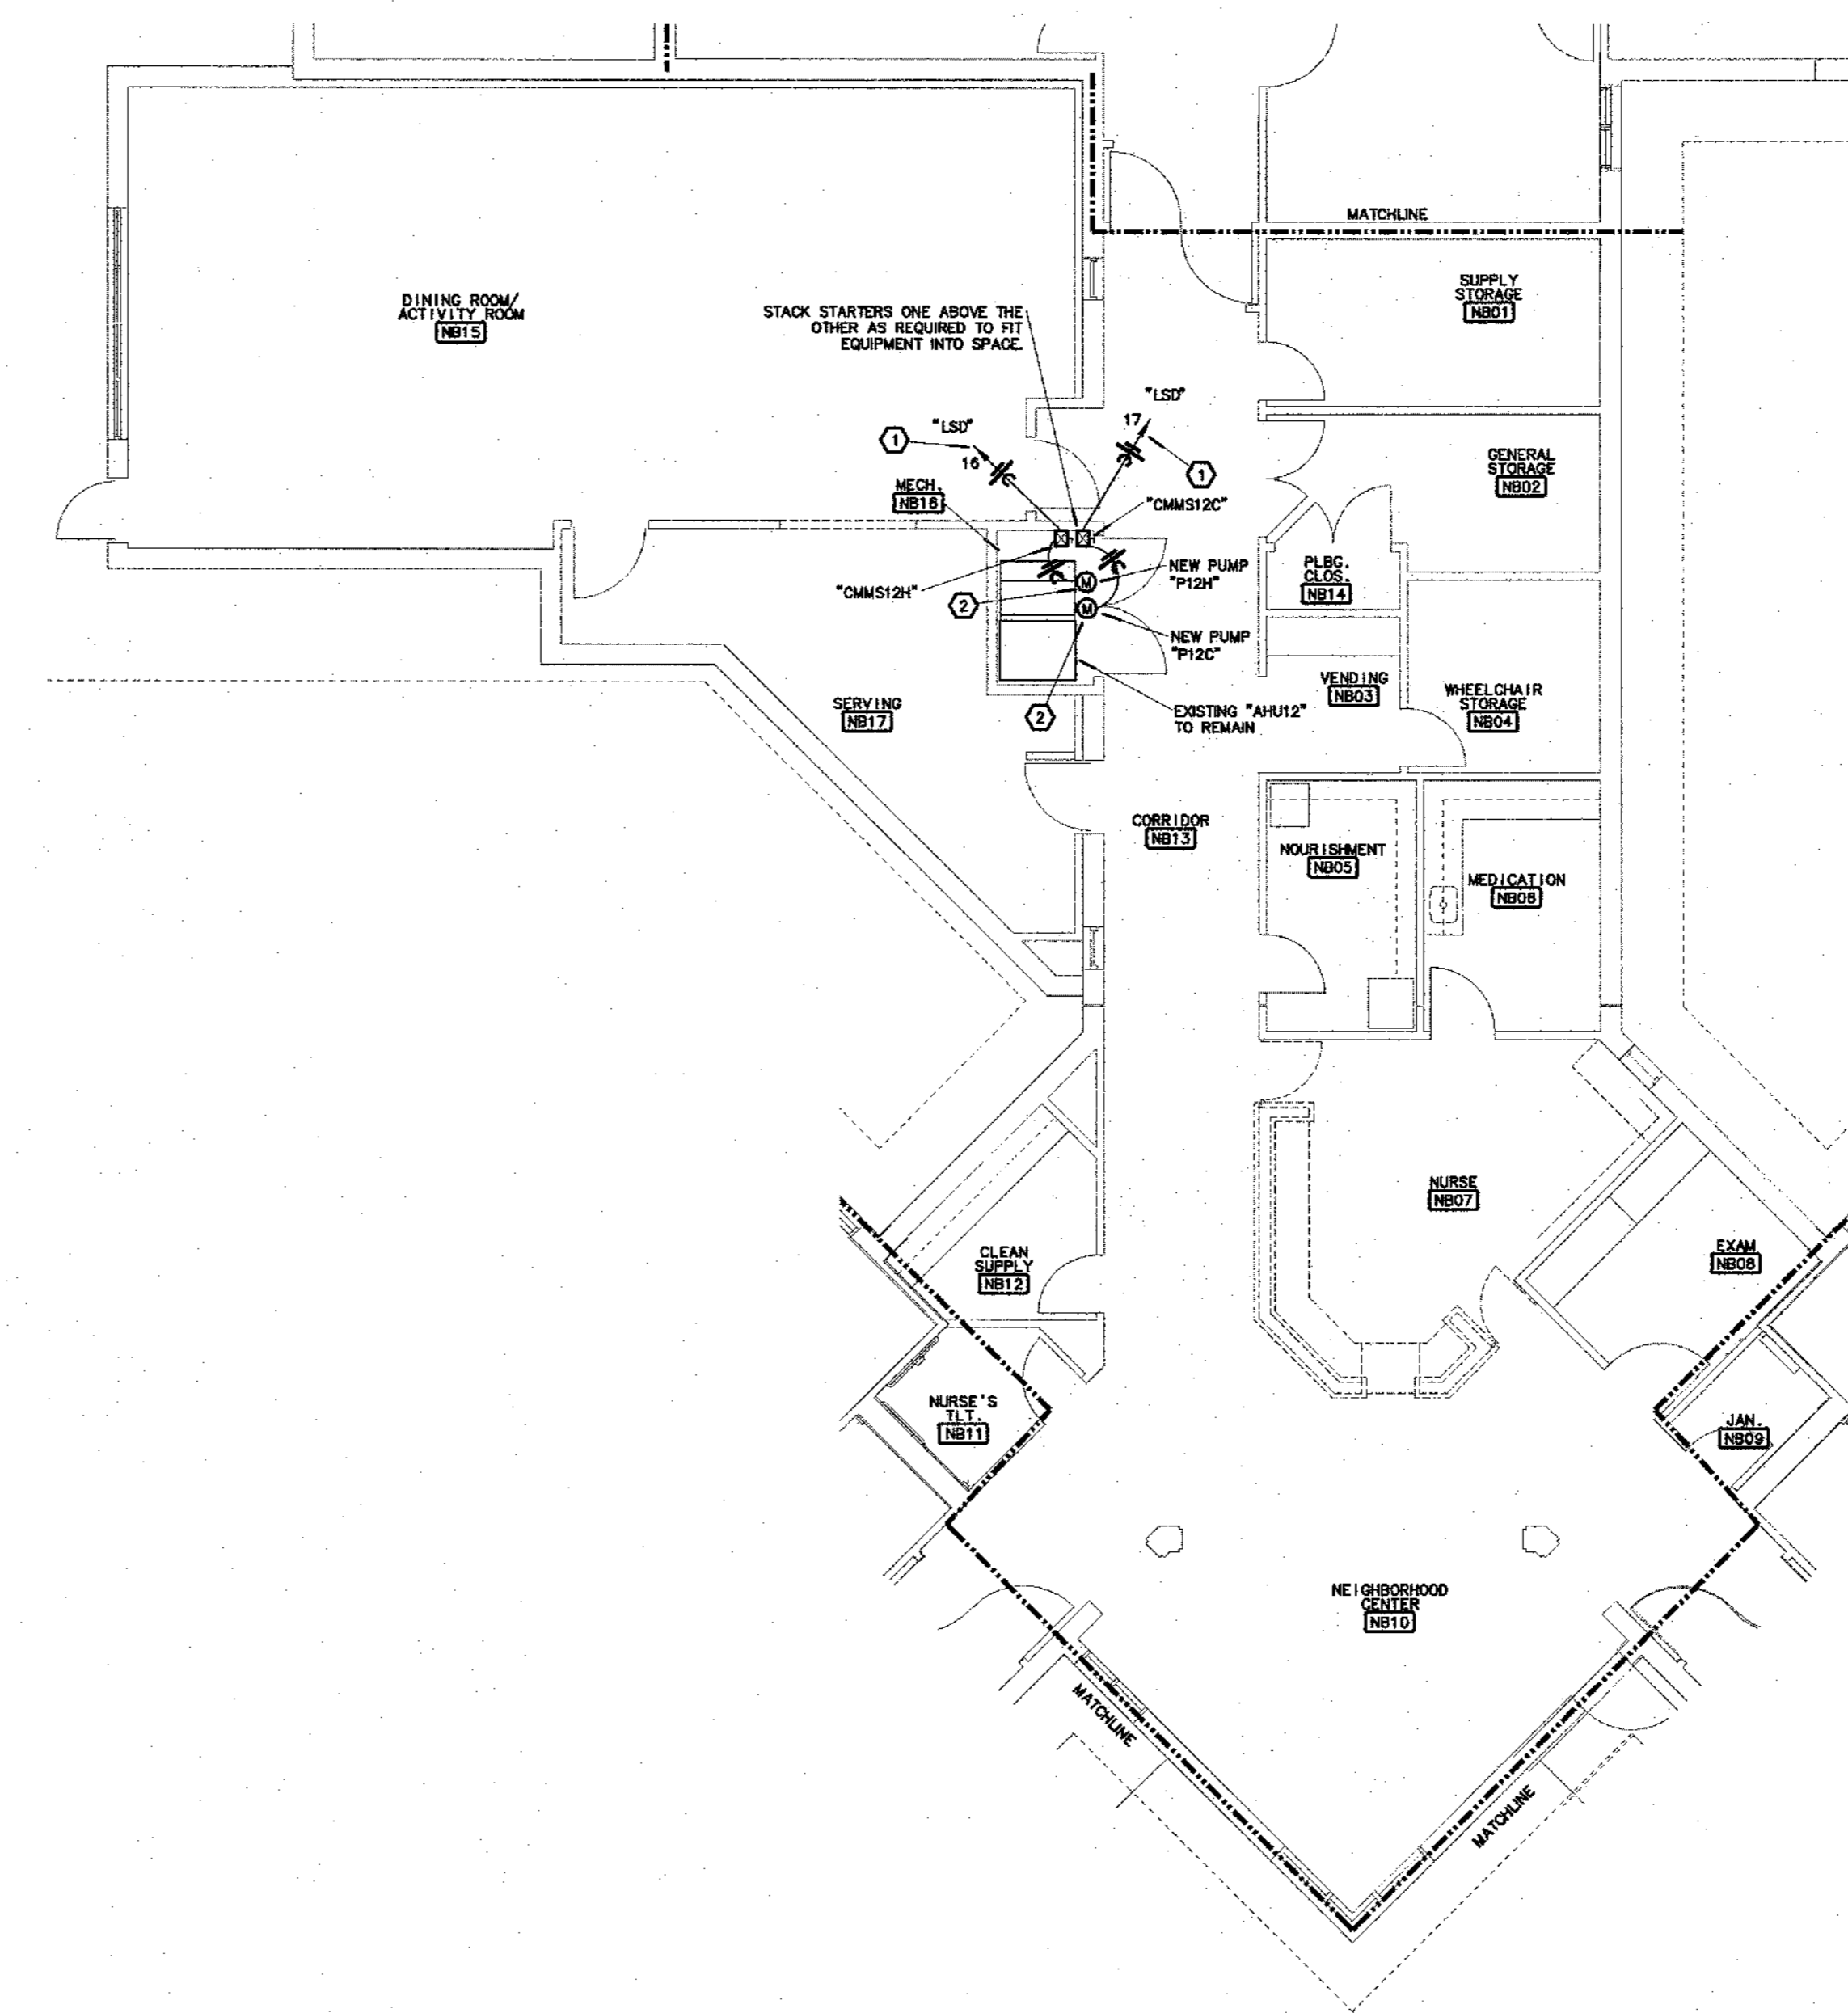 MATCHLINE
SUPPLY
STORAGE
NB01
DINING ROOM/
ACTIVITY ROOM
NB15
STACK STARTERS ONE ABOVE THE
OTHER AS REQUIRED TO FIT
EQUIPMENT INTO SPACE.
"LSD"
17
1
"LSD"
16
1
GENERAL
STORAGE
NB02
MECH.
NB16
"CMMS12C"
"CMMS12H"
2
M
M
NEW PUMP
"P12H"
NEW PUMP
"P12C"
2
PLBG.
CLOS.
NB14
VENDING
NB03
WHEELCHAIR
STORAGE
NB04
SERVING
NB17
EXISTING "AHU12"
TO REMAIN
CORRIDOR
NB13
NOURISHMENT
NB05
MEDICATION
NB06
NURSE
NB07
CLEAN
SUPPLY
NB12
EXAM
NB08
NURSE'S
TLT.
NB11
JAN.
NB09
NEIGHBORHOOD
CENTER
NB10
MATCHLINE
MATCHLINE